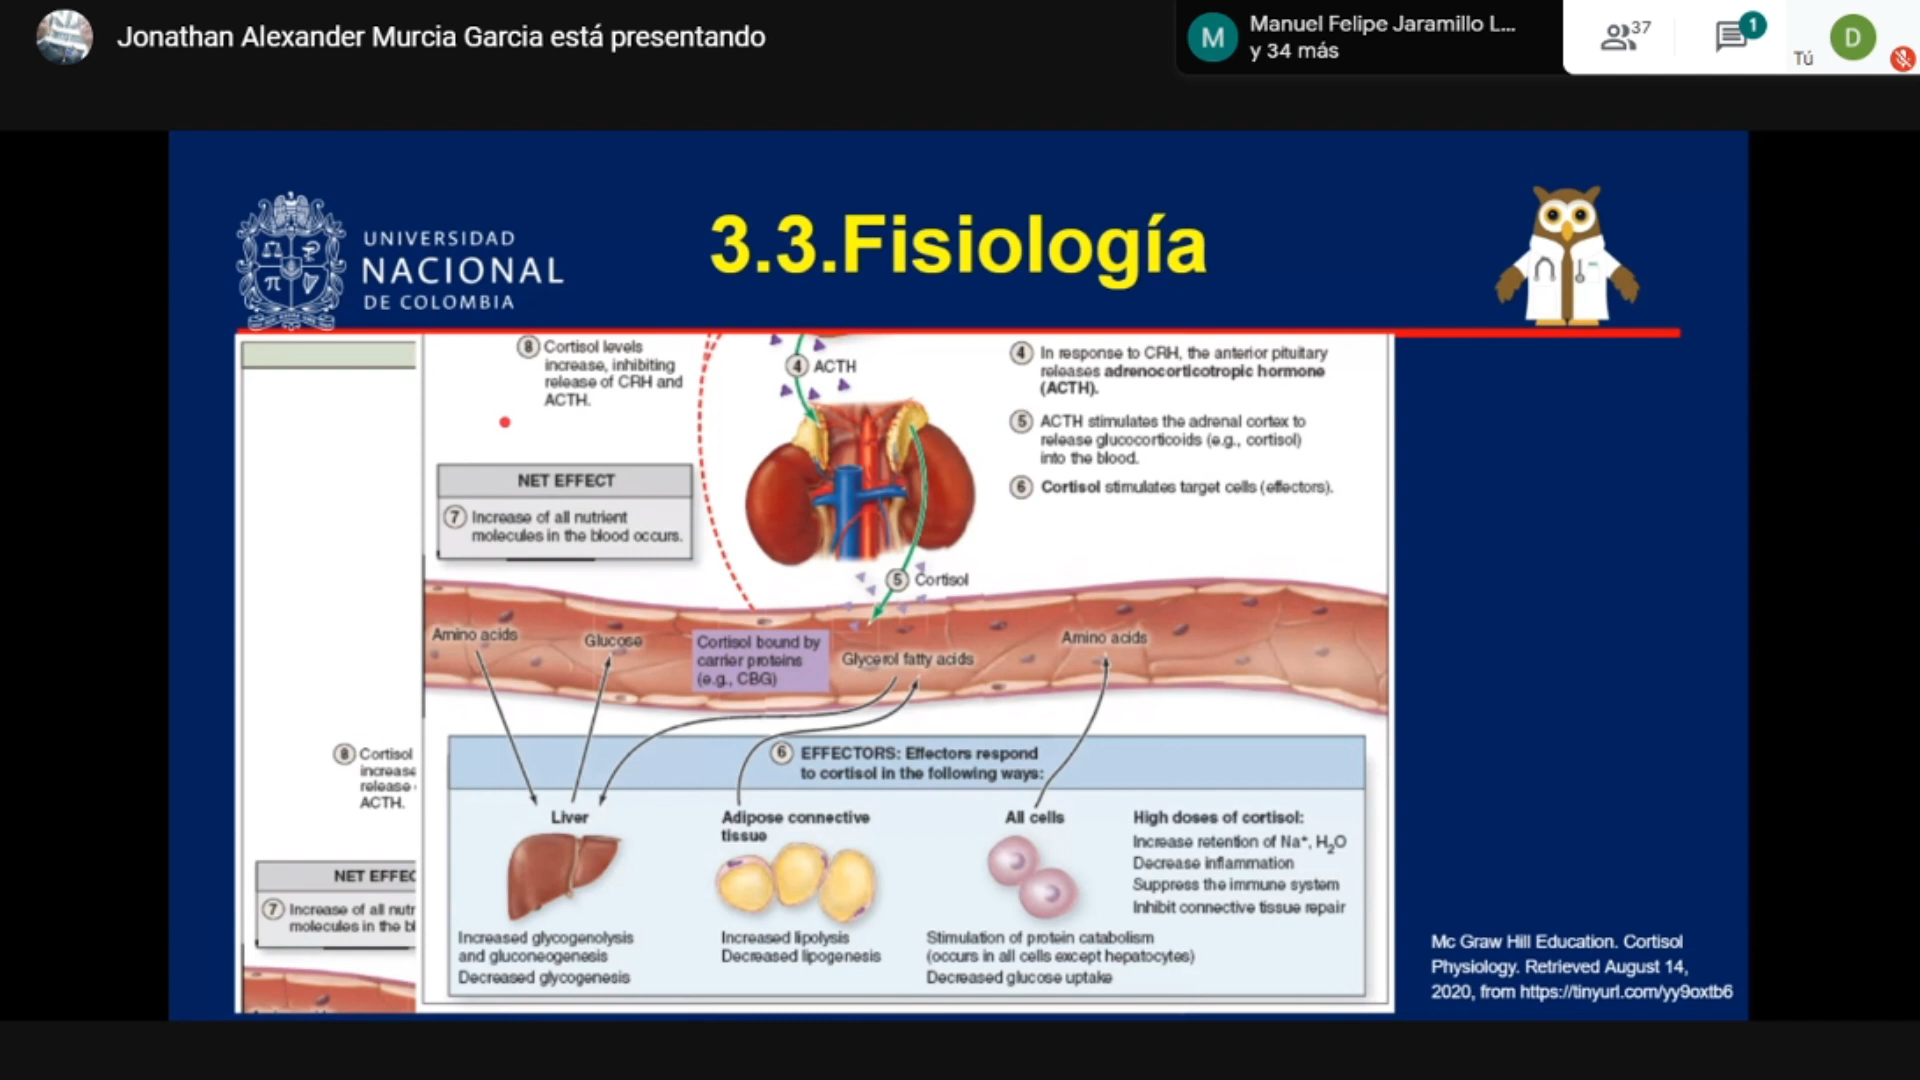 Jonathan Alexander Murcia Garcia está presentando
M
Manuel Felipe Jaramillo L...
y 34 más
37
1
Tú
D
UNIVERSIDAD
NACIONAL
DE COLOMBIA
π
3.3.Fisiología
8 Cortisol levels
increase, inhibiting
release of CRH and
ACTH.
4 ACTH
4 In response to CRH, the anterior pituitary
releases adrenocorticotropic hormone
(ACTH).
5 ACTH stimulates the adrenal cortex to
release glucocorticoids (e.g., cortisol)
into the blood.
6 Cortisol stimulates target cells (effectors).
NET EFFECT
7 Increase of all nutrient
molecules in the blood occurs.
5 Cortisol
Amino acids
Glucose
Cortisol bound by
carrier proteins
(e.g., CBG)
Glycerol fatty acids
Amino acids
6 EFFECTORS: Effectors respond
to cortisol in the following ways:
Liver
Increased glycogenolysis
and gluconeogenesis
Decreased glycogenesis
Adipose connective
tissue
Increased lipolysis
Decreased lipogenesis
All cells
Stimulation of protein catabolism
(occurs in all cells except hepatocytes)
Decreased glucose uptake
High doses of cortisol:
Increase retention of Na⁺, H₂O
Decrease inflammation
Suppress the immune system
Inhibit connective tissue repair
8 Cortisol
increase
release
ACTH.
NET EFFEC
7 Increase of all nutr
molecules in the bl
Mc Graw Hill Education. Cortisol
Physiology. Retrieved August 14,
2020, from https://tinyurl.com/yy9oxtb6